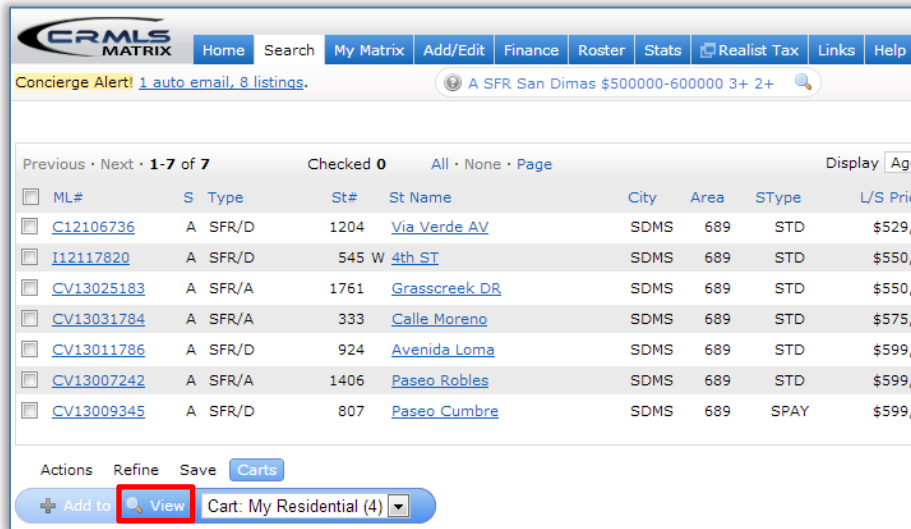 CRMLS
MATRIX
Home Search My Matrix Add/Edit Finance Roster Stats Realist Tax Links Help
Concierge Alert! 1 auto email, 8 listings. A SFR San Dimas $500000-600000 3+ 2+
Previous · Next · 1-7 of 7 Checked 0 All · None · Page Display Ag
ML# S Type St# St Name City Area SType L/S Pri
C12106736 A SFR/D 1204 Via Verde AV SDMS 689 STD $529,
I12117820 A SFR/D 545 W 4th ST SDMS 689 STD $550,
CV13025183 A SFR/A 1761 Grasscreek DR SDMS 689 STD $550,
CV13031784 A SFR/A 333 Calle Moreno SDMS 689 STD $575,
CV13011786 A SFR/D 924 Avenida Loma SDMS 689 STD $599,
CV13007242 A SFR/A 1406 Paseo Robles SDMS 689 STD $599,
CV13009345 A SFR/D 807 Paseo Cumbre SDMS 689 SPAY $599,
Actions Refine Save Carts
Add to View Cart: My Residential (4)